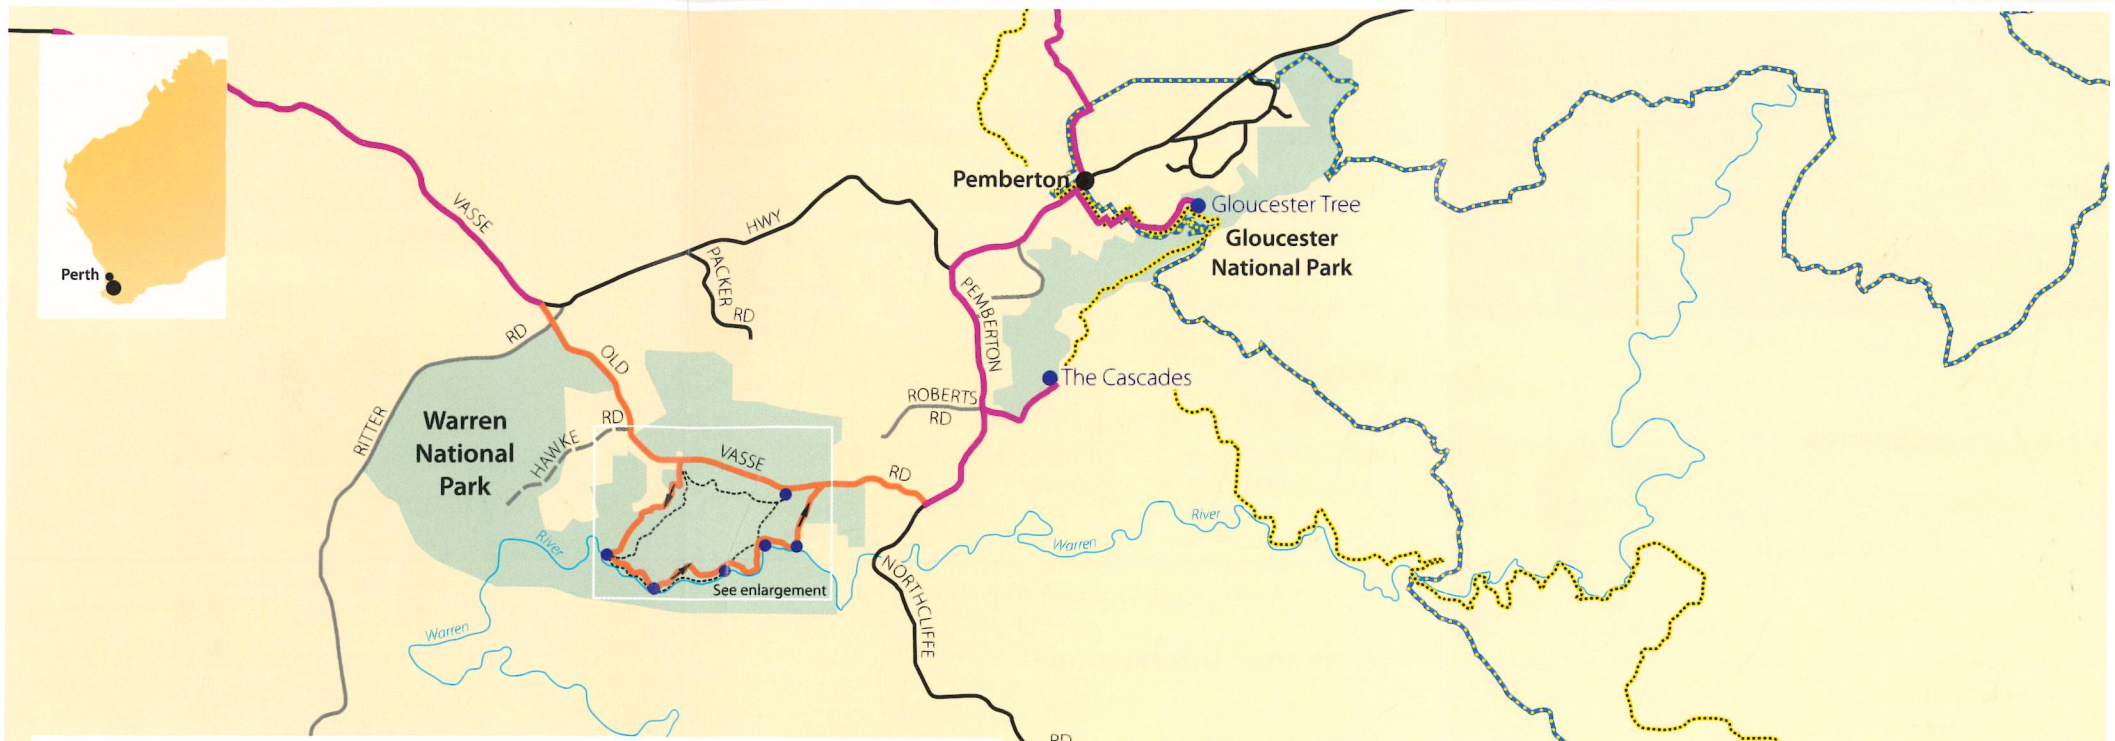 Perth
VASSE
HWY
PACKER
RD
RD
OLD
RITTER
Warren
National
Park
HAWKE
RD
VASSE
RD
See enlargement
River
Warren
Pemberton
Gloucester Tree
Gloucester
National Park
PEMBERTON
The Cascades
ROBERTS
RD
River
Warren
NORTHCLIFFE
RD